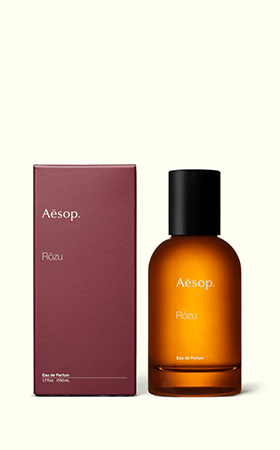 Aēsop.
Rōzu
Eau de Parfum
1.7 fl oz ℮50 mL
Aēsop.
Rōzu
Eau de Parfum